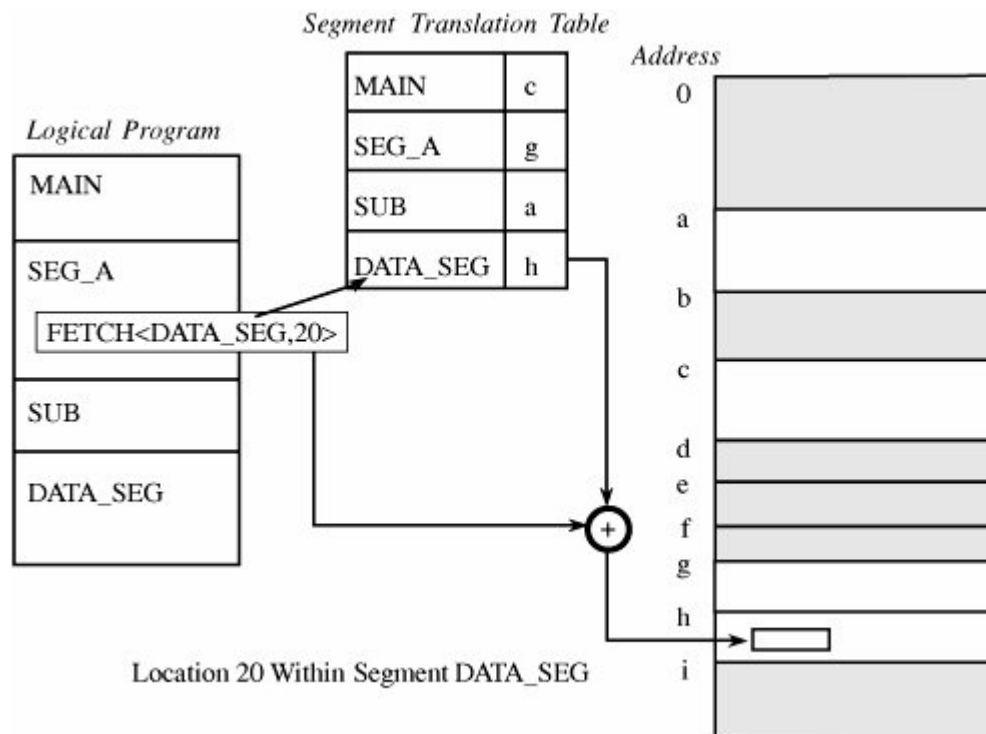 Segment Translation Table
MAIN c
SEG_A g
SUB a
DATA_SEG h
Logical Program
MAIN
SEG_A
FETCH<DATA_SEG,20>
SUB
DATA_SEG
+
Address
0
a
b
c
d
e
f
g
h
i
Location 20 Within Segment DATA_SEG